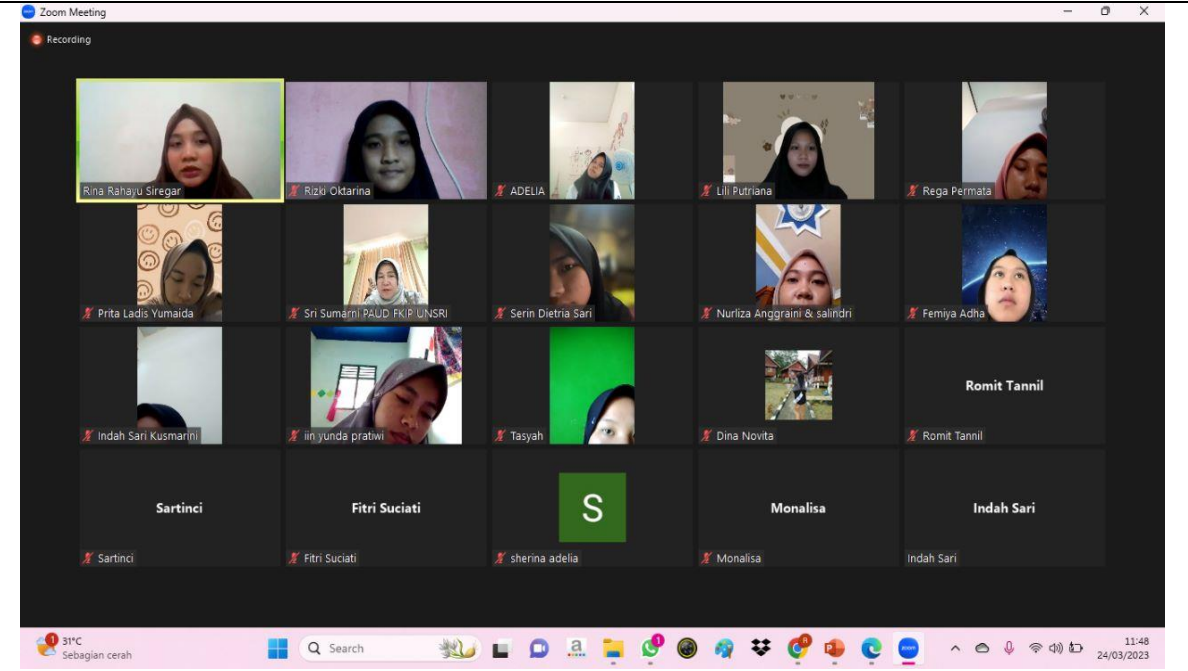 Zoom Meeting
Recording
Rina Rahayu Siregar
Rizki Oktarina
ADELIA
Lili Putriana
Rega Permata
Prita Ladis Yumaida
Sri Sumarni PAUD FKIP UNSRI
Serin Dietria Sari
Nurliza Anggraini & salindri
Femiya Adha
Indah Sari Kusmarini
iin yunda pratiwi
Tasyah
Dina Novita
Romit Tannil
Romit Tannil
Sartinci
Fitri Suciati
S
Monalisa
Indah Sari
Sartinci
Fitri Suciati
sherina adelia
Monalisa
Indah Sari
1
31°C
Sebagian cerah
Search
a
1
zoom
11:48
24/03/2023